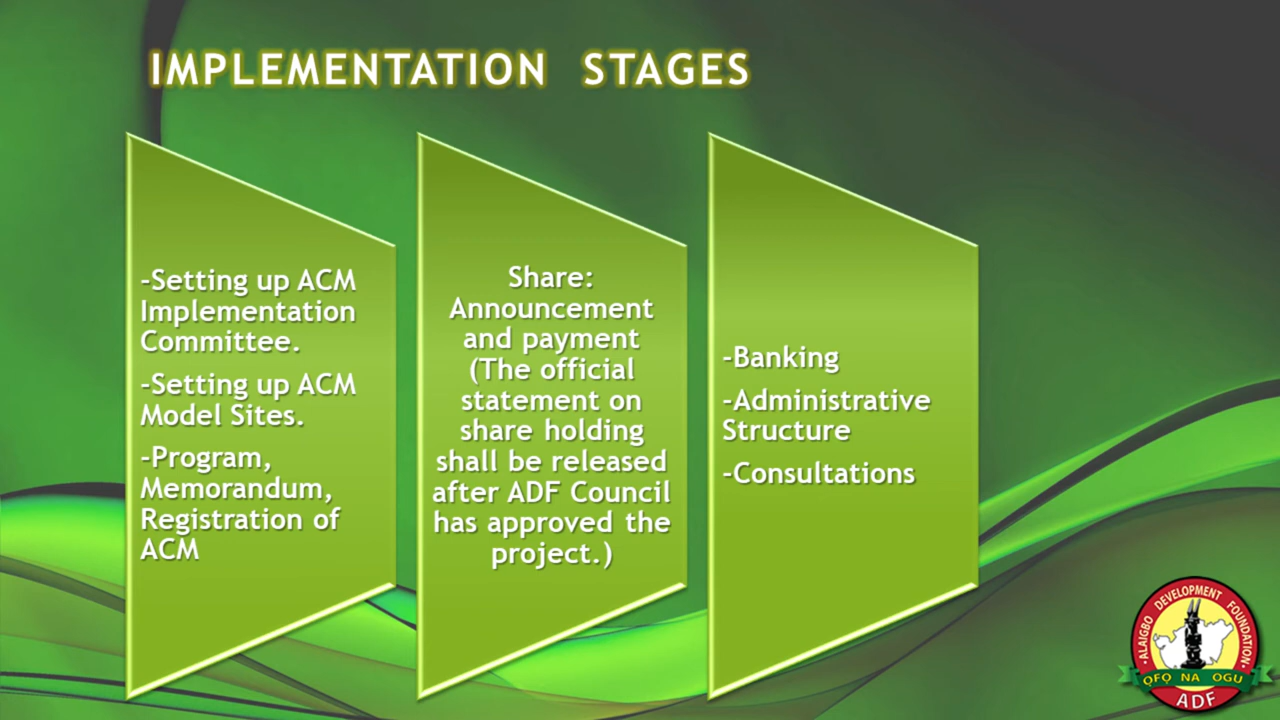 IMPLEMENTATION STAGES
-Setting up ACM
Implementation
Committee.
-Setting up ACM
Model Sites.
-Program,
Memorandum,
Registration of
ACM
Share:
Announcement
and payment
(The official
statement on
share holding
shall be released
after ADF Council
has approved the
project.)
-Banking
-Administrative
Structure
-Consultations
ALAIGBO DEVELOPMENT FOUNDATION
ỌFỌ NA OGU
ADF